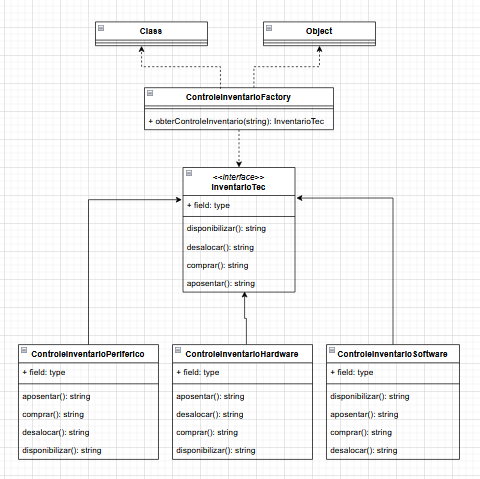 Class
Object
ControleInventarioFactory
+ obterControleInventario(string): InventarioTec
<<interface>>
InventarioTec
+ field: type
disponibilizar(): string
desalocar(): string
comprar(): string
aposentar(): string
ControleInventarioPeriferico
+ field: type
aposentar(): string
comprar(): string
desalocar(): string
disponibilizar(): string
ControleInventarioHardware
+ field: type
aposentar(): string
desalocar(): string
comprar(): string
disponibilizar(): string
ControleInventarioSoftware
+ field: type
disponibilizar(): string
aposentar(): string
comprar(): string
desalocar(): string